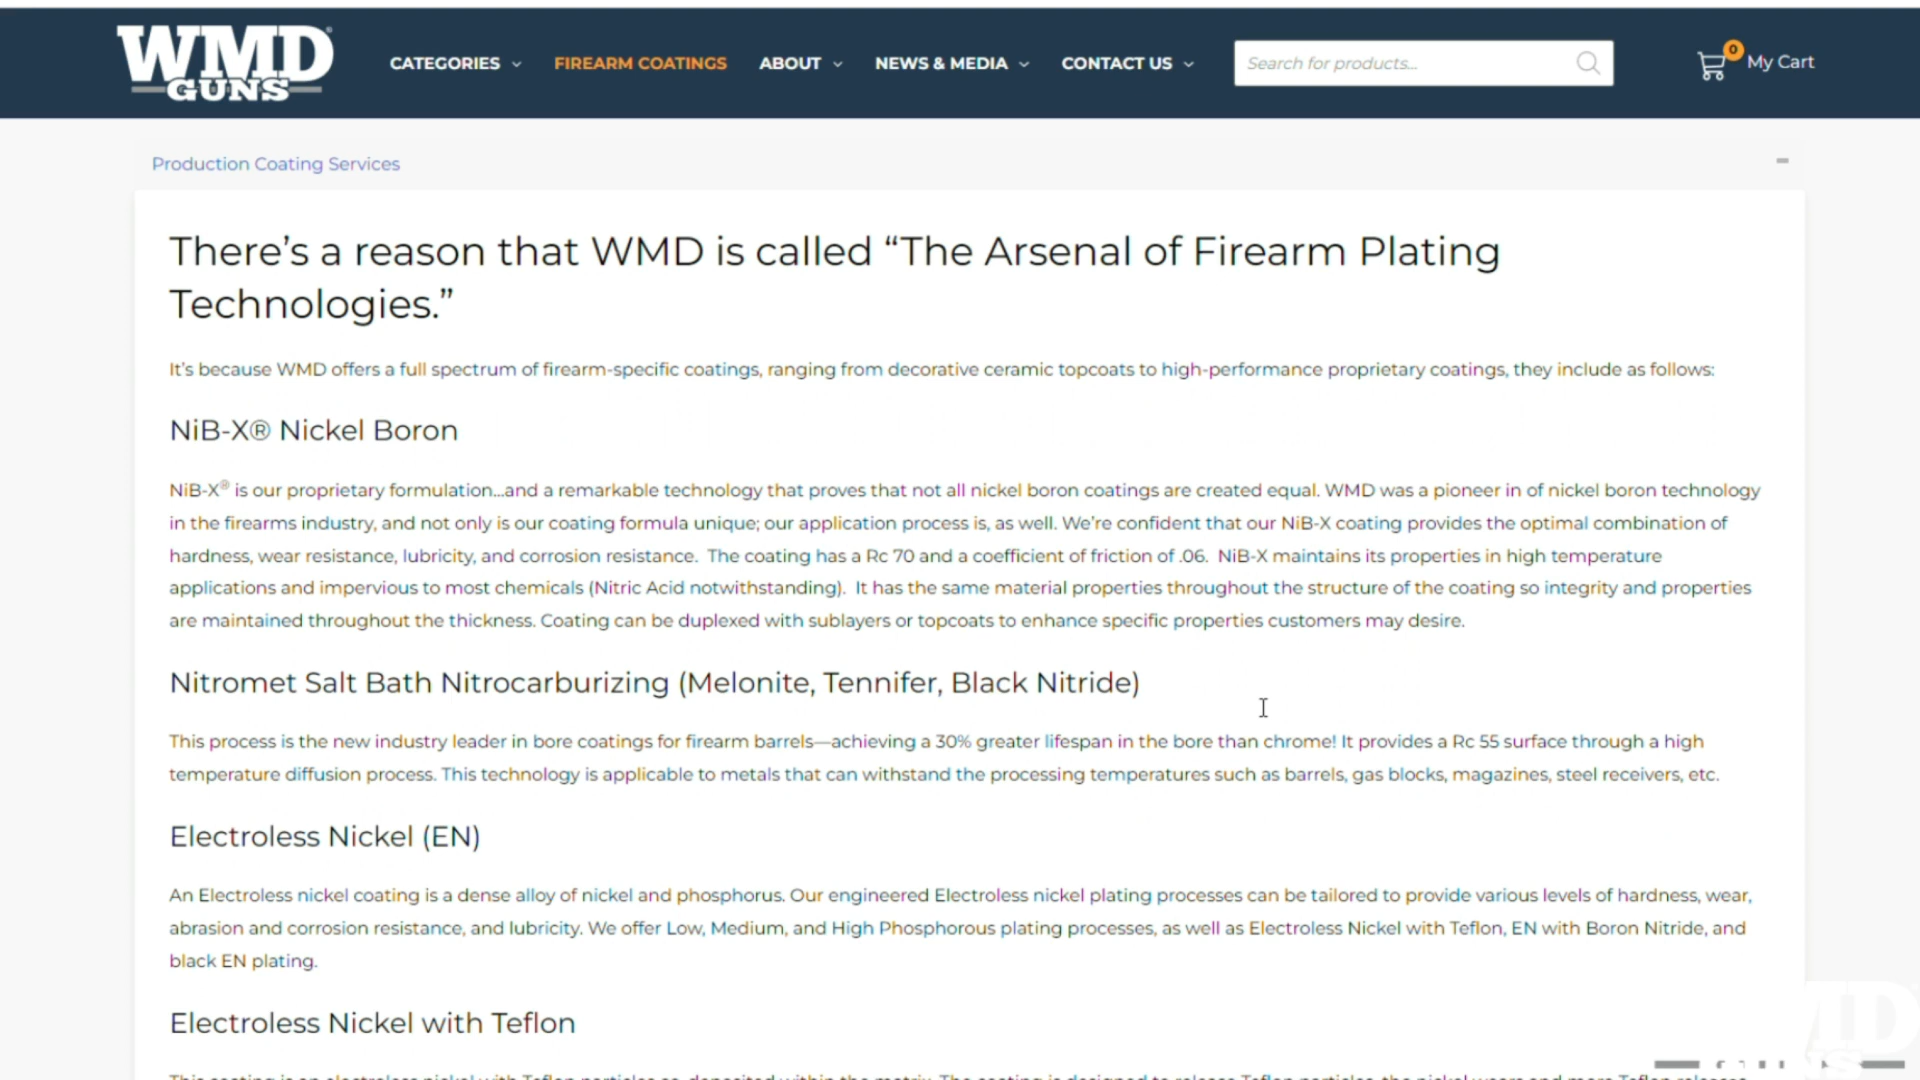 WMD
GUNS
CATEGORIES
FIREARM COATINGS
ABOUT
NEWS & MEDIA
CONTACT US
Search for products...
0
My Cart
Production Coating Services
There's a reason that WMD is called “The Arsenal of Firearm Plating
Technologies.”
It's because WMD offers a full spectrum of firearm-specific coatings, ranging from decorative ceramic topcoats to high-performance proprietary coatings, they include as follows:
NiB-X® Nickel Boron
NiB-X® is our proprietary formulation...and a remarkable technology that proves that not all nickel boron coatings are created equal. WMD was a pioneer in of nickel boron technology
in the firearms industry, and not only is our coating formula unique; our application process is, as well. We're confident that our NiB-X coating provides the optimal combination of
hardness, wear resistance, lubricity, and corrosion resistance. The coating has a Rc 70 and a coefficient of friction of .06. NiB-X maintains its properties in high temperature
applications and impervious to most chemicals (Nitric Acid notwithstanding). It has the same material properties throughout the structure of the coating so integrity and properties
are maintained throughout the thickness. Coating can be duplexed with sublayers or topcoats to enhance specific properties customers may desire.
Nitromet Salt Bath Nitrocarburizing (Melonite, Tennifer, Black Nitride)
This process is the new industry leader in bore coatings for firearm barrels—achieving a 30% greater lifespan in the bore than chrome! It provides a Rc 55 surface through a high
temperature diffusion process. This technology is applicable to metals that can withstand the processing temperatures such as barrels, gas blocks, magazines, steel receivers, etc.
Electroless Nickel (EN)
An Electroless nickel coating is a dense alloy of nickel and phosphorus. Our engineered Electroless nickel plating processes can be tailored to provide various levels of hardness, wear,
abrasion and corrosion resistance, and lubricity. We offer Low, Medium, and High Phosphorous plating processes, as well as Electroless Nickel with Teflon, EN with Boron Nitride, and
black EN plating.
Electroless Nickel with Teflon